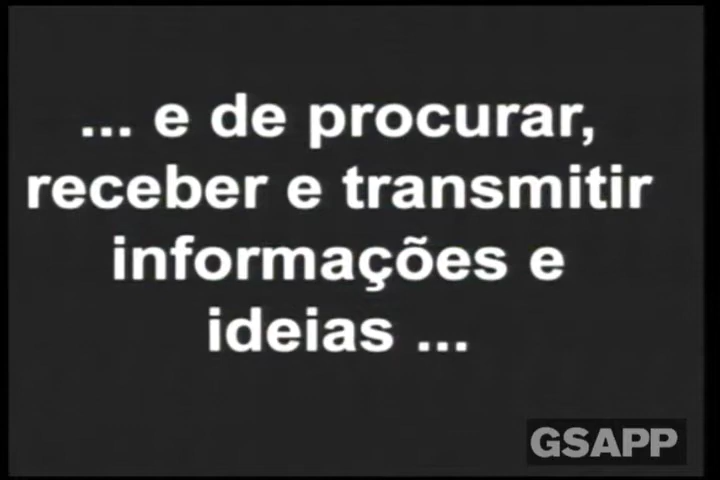 ... e de procurar,
receber e transmitir
informações e
ideias ...
GSAPP